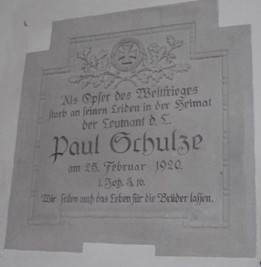 Als Opfer des Weltkrieges
starb an seinen Leiden in der Heimat
der Leutnant d. L.
Paul Schulze
am 25. Februar 1920.
1. Joh. 3. 16.
Wir sollen auch das Leben für die Brüder lassen.